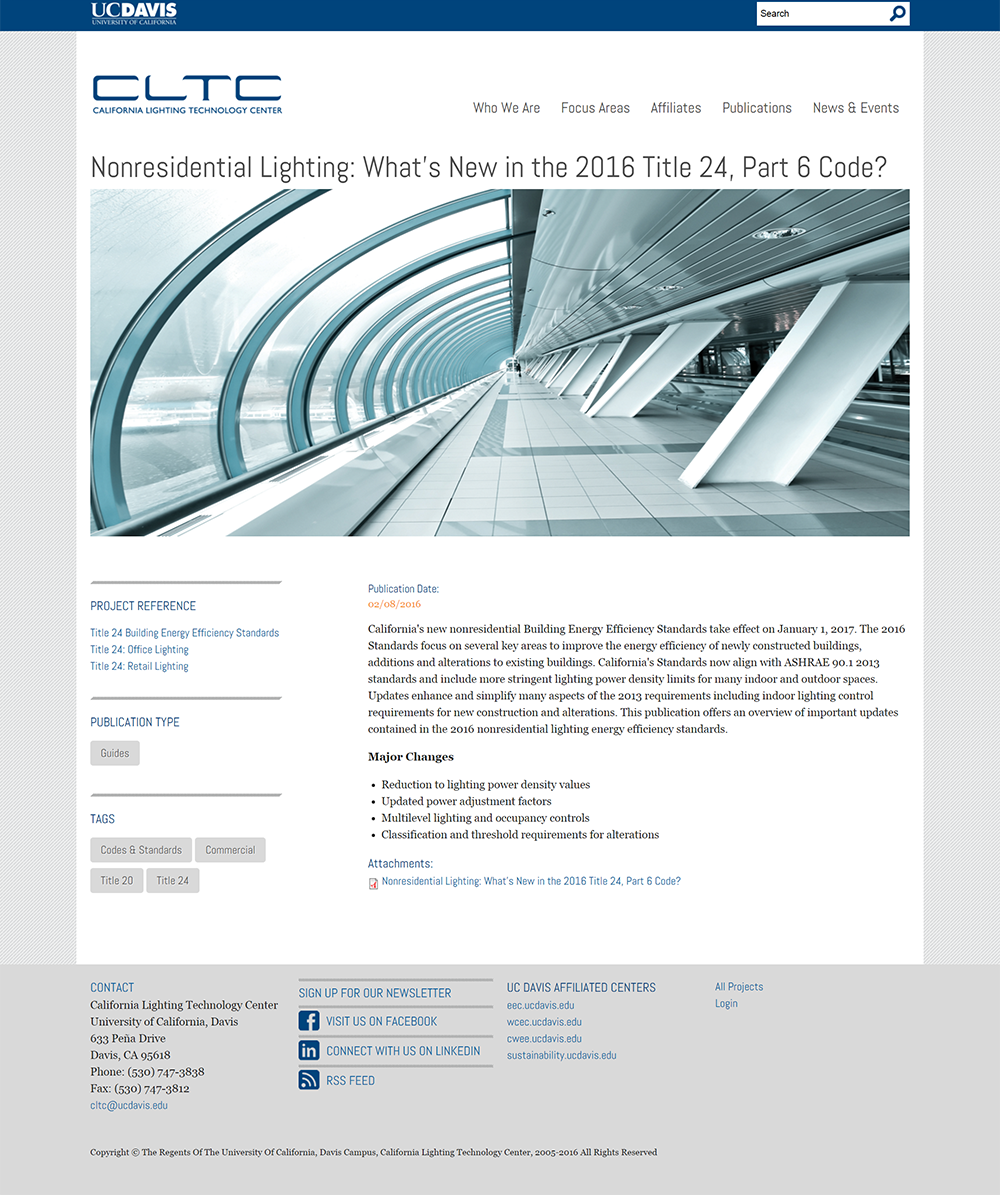 UCDAVIS
UNIVERSITY OF CALIFORNIA
Search
CLTC
CALIFORNIA LIGHTING TECHNOLOGY CENTER
Who We Are Focus Areas Affiliates Publications News & Events
Nonresidential Lighting: What's New in the 2016 Title 24, Part 6 Code?
PROJECT REFERENCE
Title 24 Building Energy Efficiency Standards
Title 24: Office Lighting
Title 24: Retail Lighting
PUBLICATION TYPE
Guides
TAGS
Codes & Standards Commercial
Title 20 Title 24
Publication Date:
02/08/2016
California's new nonresidential Building Energy Efficiency Standards take effect on January 1, 2017. The 2016
Standards focus on several key areas to improve the energy efficiency of newly constructed buildings,
additions and alterations to existing buildings. California's Standards now align with ASHRAE 90.1 2013
standards and include more stringent lighting power density limits for many indoor and outdoor spaces.
Updates enhance and simplify many aspects of the 2013 requirements including indoor lighting control
requirements for new construction and alterations. This publication offers an overview of important updates
contained in the 2016 nonresidential lighting energy efficiency standards.
Major Changes
• Reduction to lighting power density values
• Updated power adjustment factors
• Multilevel lighting and occupancy controls
• Classification and threshold requirements for alterations
Attachments:
Nonresidential Lighting: What's New in the 2016 Title 24, Part 6 Code?
CONTACT
California Lighting Technology Center
University of California, Davis
633 Peña Drive
Davis, CA 95618
Phone: (530) 747-3838
Fax: (530) 747-3812
cltc@ucdavis.edu
SIGN UP FOR OUR NEWSLETTER
VISIT US ON FACEBOOK
CONNECT WITH US ON LINKEDIN
RSS FEED
UC DAVIS AFFILIATED CENTERS
eec.ucdavis.edu
wcec.ucdavis.edu
cwee.ucdavis.edu
sustainability.ucdavis.edu
All Projects
Login
Copyright © The Regents Of The University Of California, Davis Campus, California Lighting Technology Center, 2005-2016 All Rights Reserved